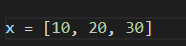 x = [10, 20, 30]